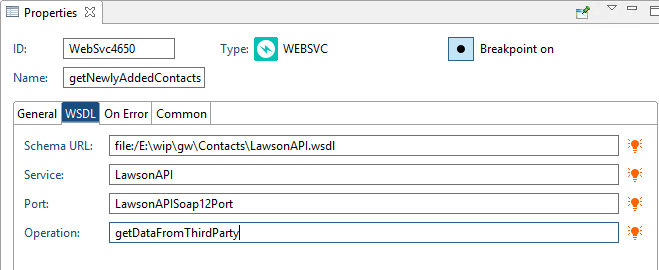 Properties
ID: WebSvc4650 Type: WEBSVC Breakpoint on
Name: getNewlyAddedContacts
General WSDL On Error Common
Schema URL: file:/E:\wip\gw\Contacts\LawsonAPI.wsdl
Service: LawsonAPI
Port: LawsonAPISoap12Port
Operation: getDataFromThirdParty